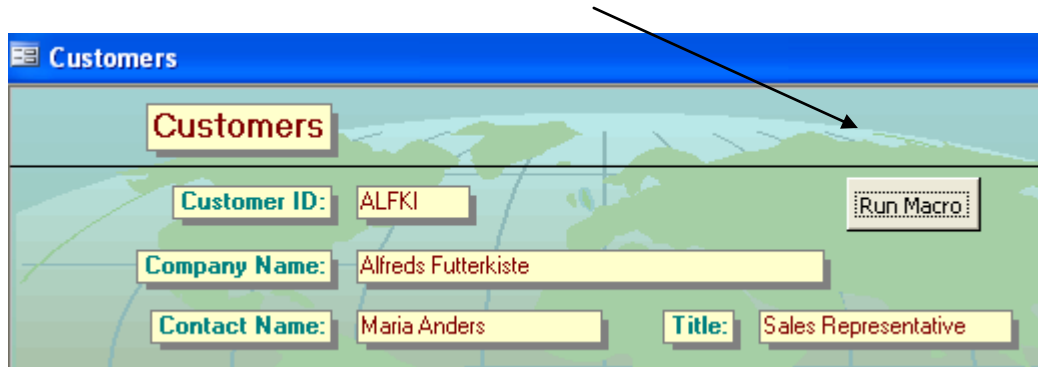 Customers
Customers
Customer ID: ALFKI Run Macro
Company Name: Alfreds Futterkiste
Contact Name: Maria Anders Title: Sales Representative